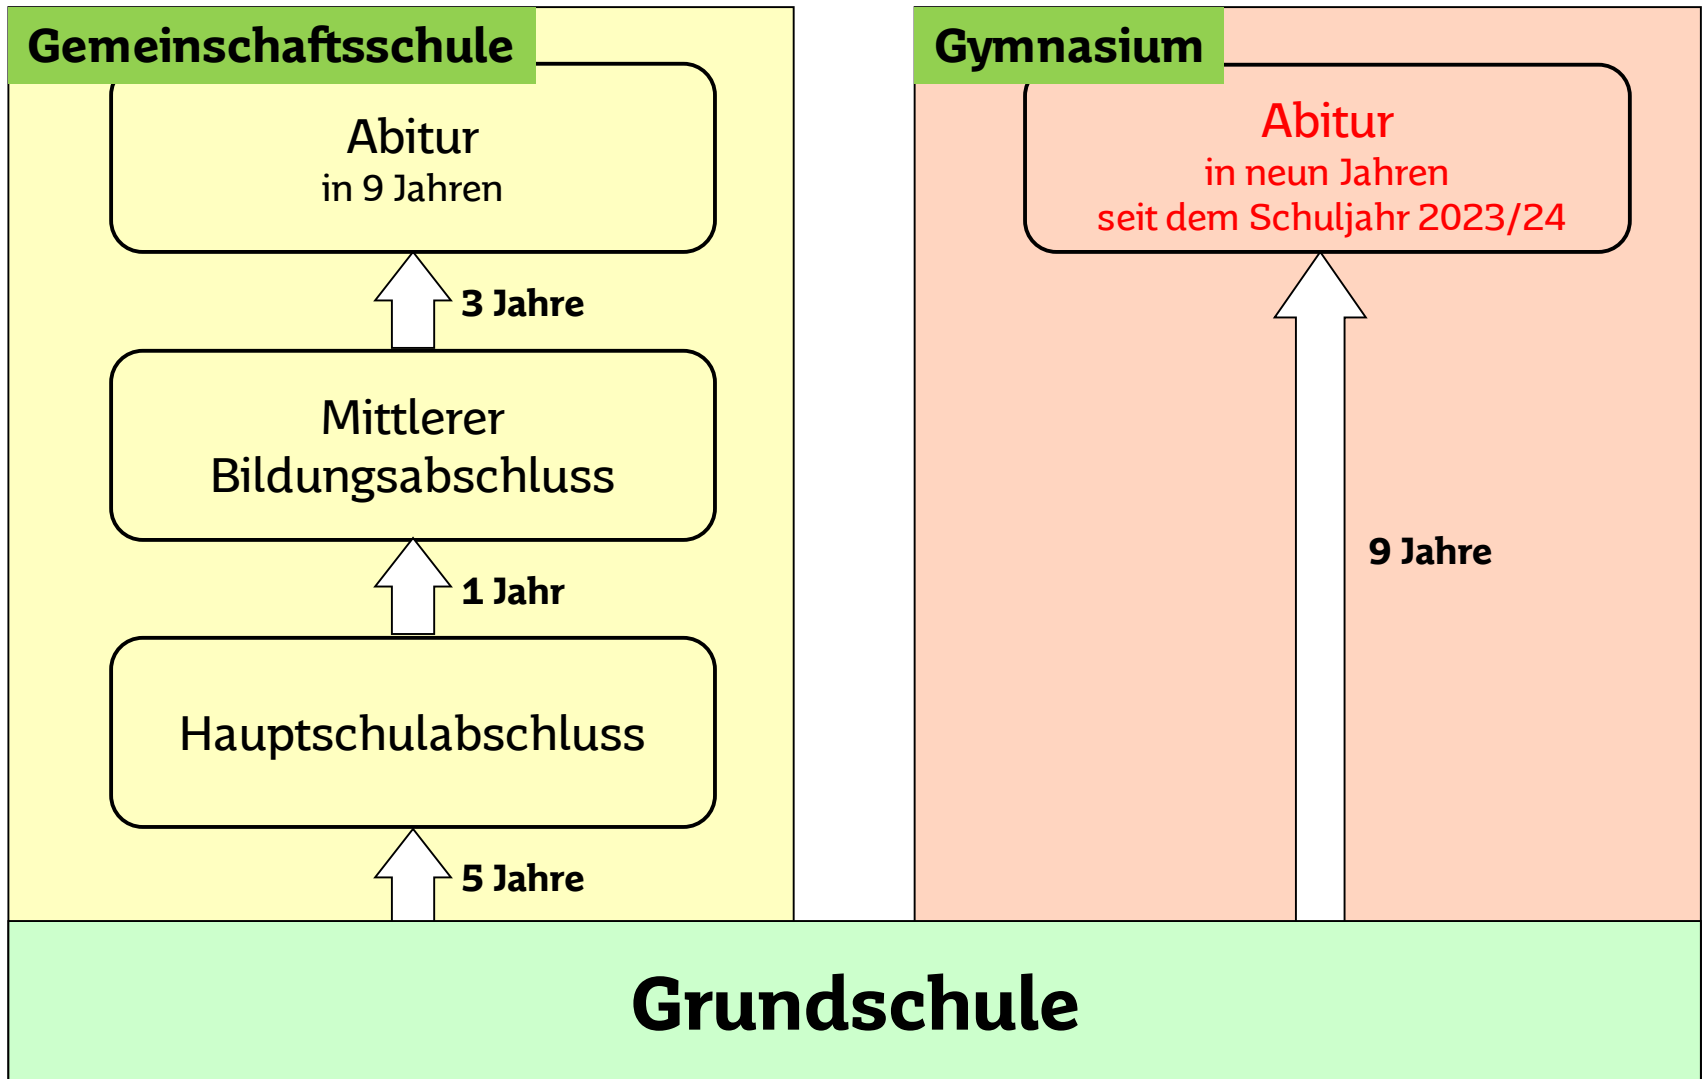 Gemeinschaftsschule
Abitur
in 9 Jahren
3 Jahre
Mittlerer
Bildungsabschluss
1 Jahr
Hauptschulabschluss
5 Jahre
Gymnasium
Abitur
in neun Jahren
seit dem Schuljahr 2023/24
9 Jahre
Grundschule